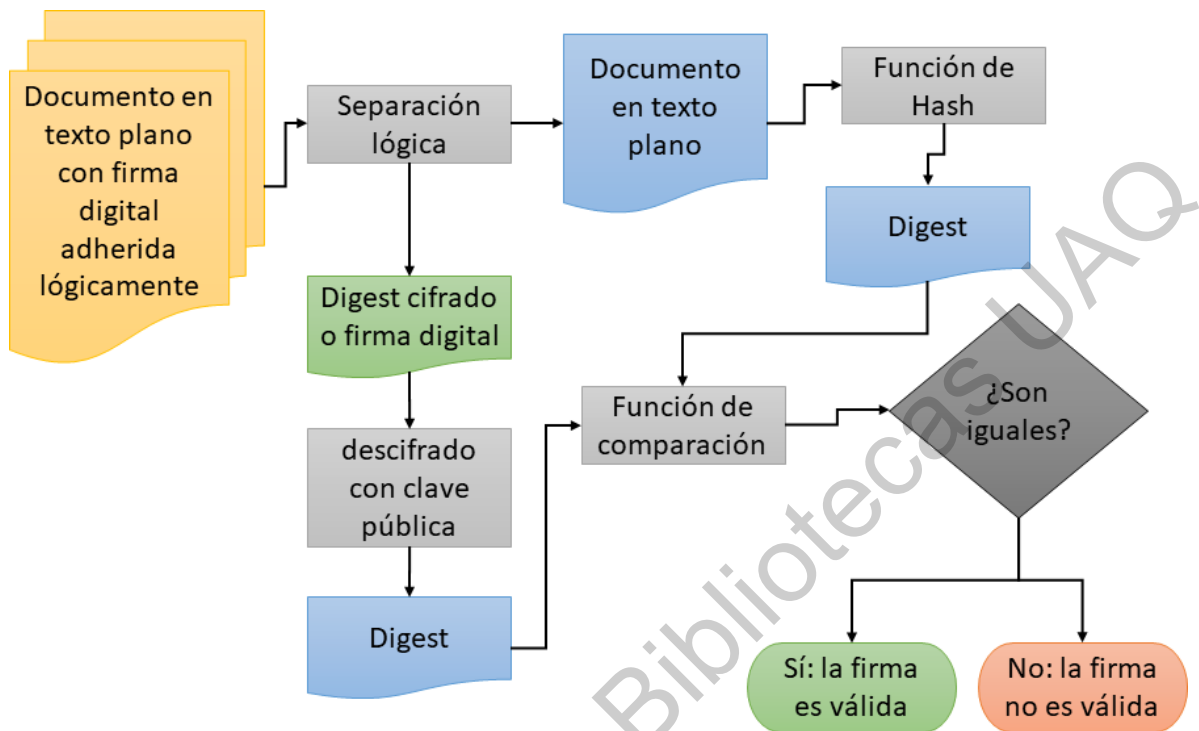 Documento en
texto plano
con firma
digital
adherida
lógicamente
Separación
lógica
Documento
en texto
plano
Función de
Hash
Digest
Digest cifrado
o firma digital
descifrado
con clave
pública
Digest
Función de
comparación
¿Son
iguales?
Sí: la firma
es válida
No: la firma
no es válida
Bibliotecas UAQ